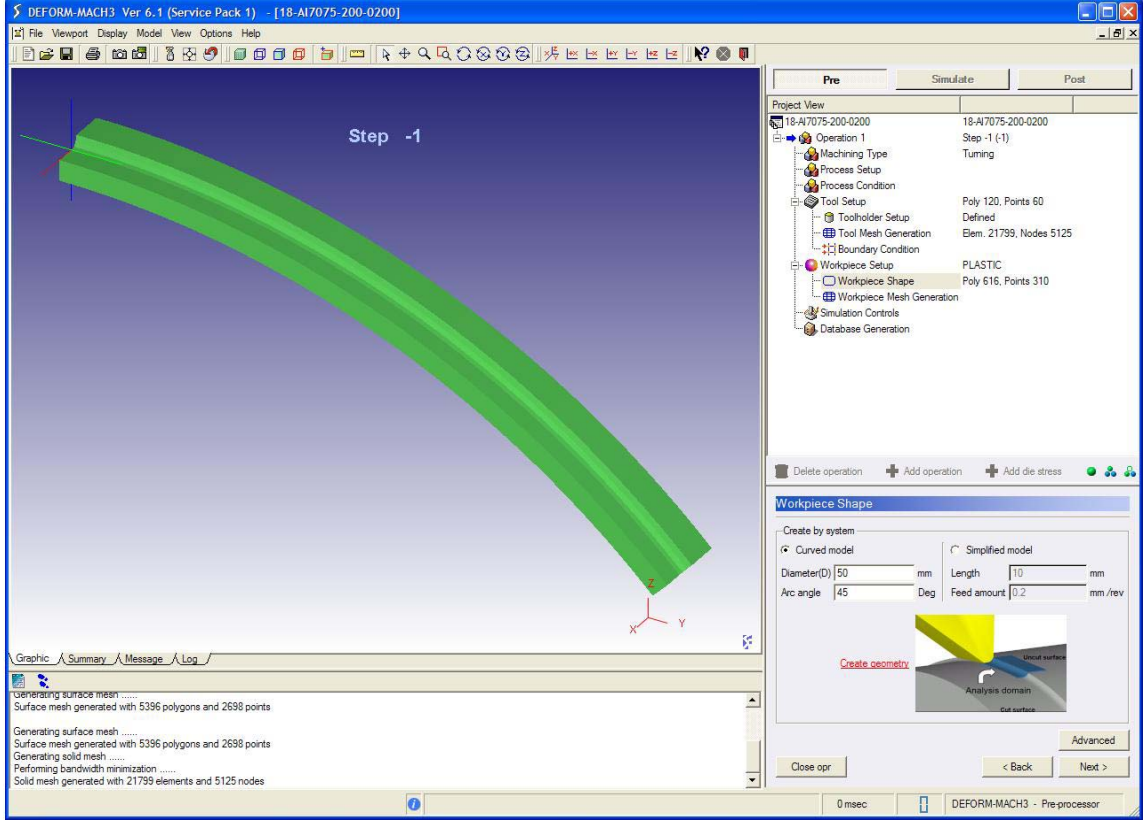 DEFORM-MACH3 Ver 6.1 (Service Pack 1) - [18-Al7075-200-0200]
File Viewport Display Model View Options Help
Step -1
Z
X Y
Graphic Summary Message Log
Generating surface mesh ......
Surface mesh generated with 5396 polygons and 2698 points
Generating surface mesh ......
Surface mesh generated with 5396 polygons and 2698 points
Generating solid mesh ......
Performing bandwidth minimization ......
Solid mesh generated with 21799 elements and 5125 nodes
Pre Simulate Post
Project View
18-Al7075-200-0200 18-Al7075-200-0200
Operation 1 Step -1 (-1)
Machining Type Turning
Process Setup
Process Condition
Tool Setup Poly 120, Points 60
Toolholder Setup Defined
Tool Mesh Generation Elem. 21799, Nodes 5125
Boundary Condition
Workpiece Setup PLASTIC
Workpiece Shape Poly 616, Points 310
Workpiece Mesh Generation
Simulation Controls
Database Generation
Delete operation Add operation Add die stress
Workpiece Shape
Create by system
Curved model Simplified model
Diameter(D) 50 mm Length 10 mm
Arc angle 45 Deg Feed amount 0.2 mm /rev
Create geometry
Uncut surface
Analysis domain
Cut surface
Advanced
Close opr < Back Next >
0 msec DEFORM-MACH3 - Pre-processor